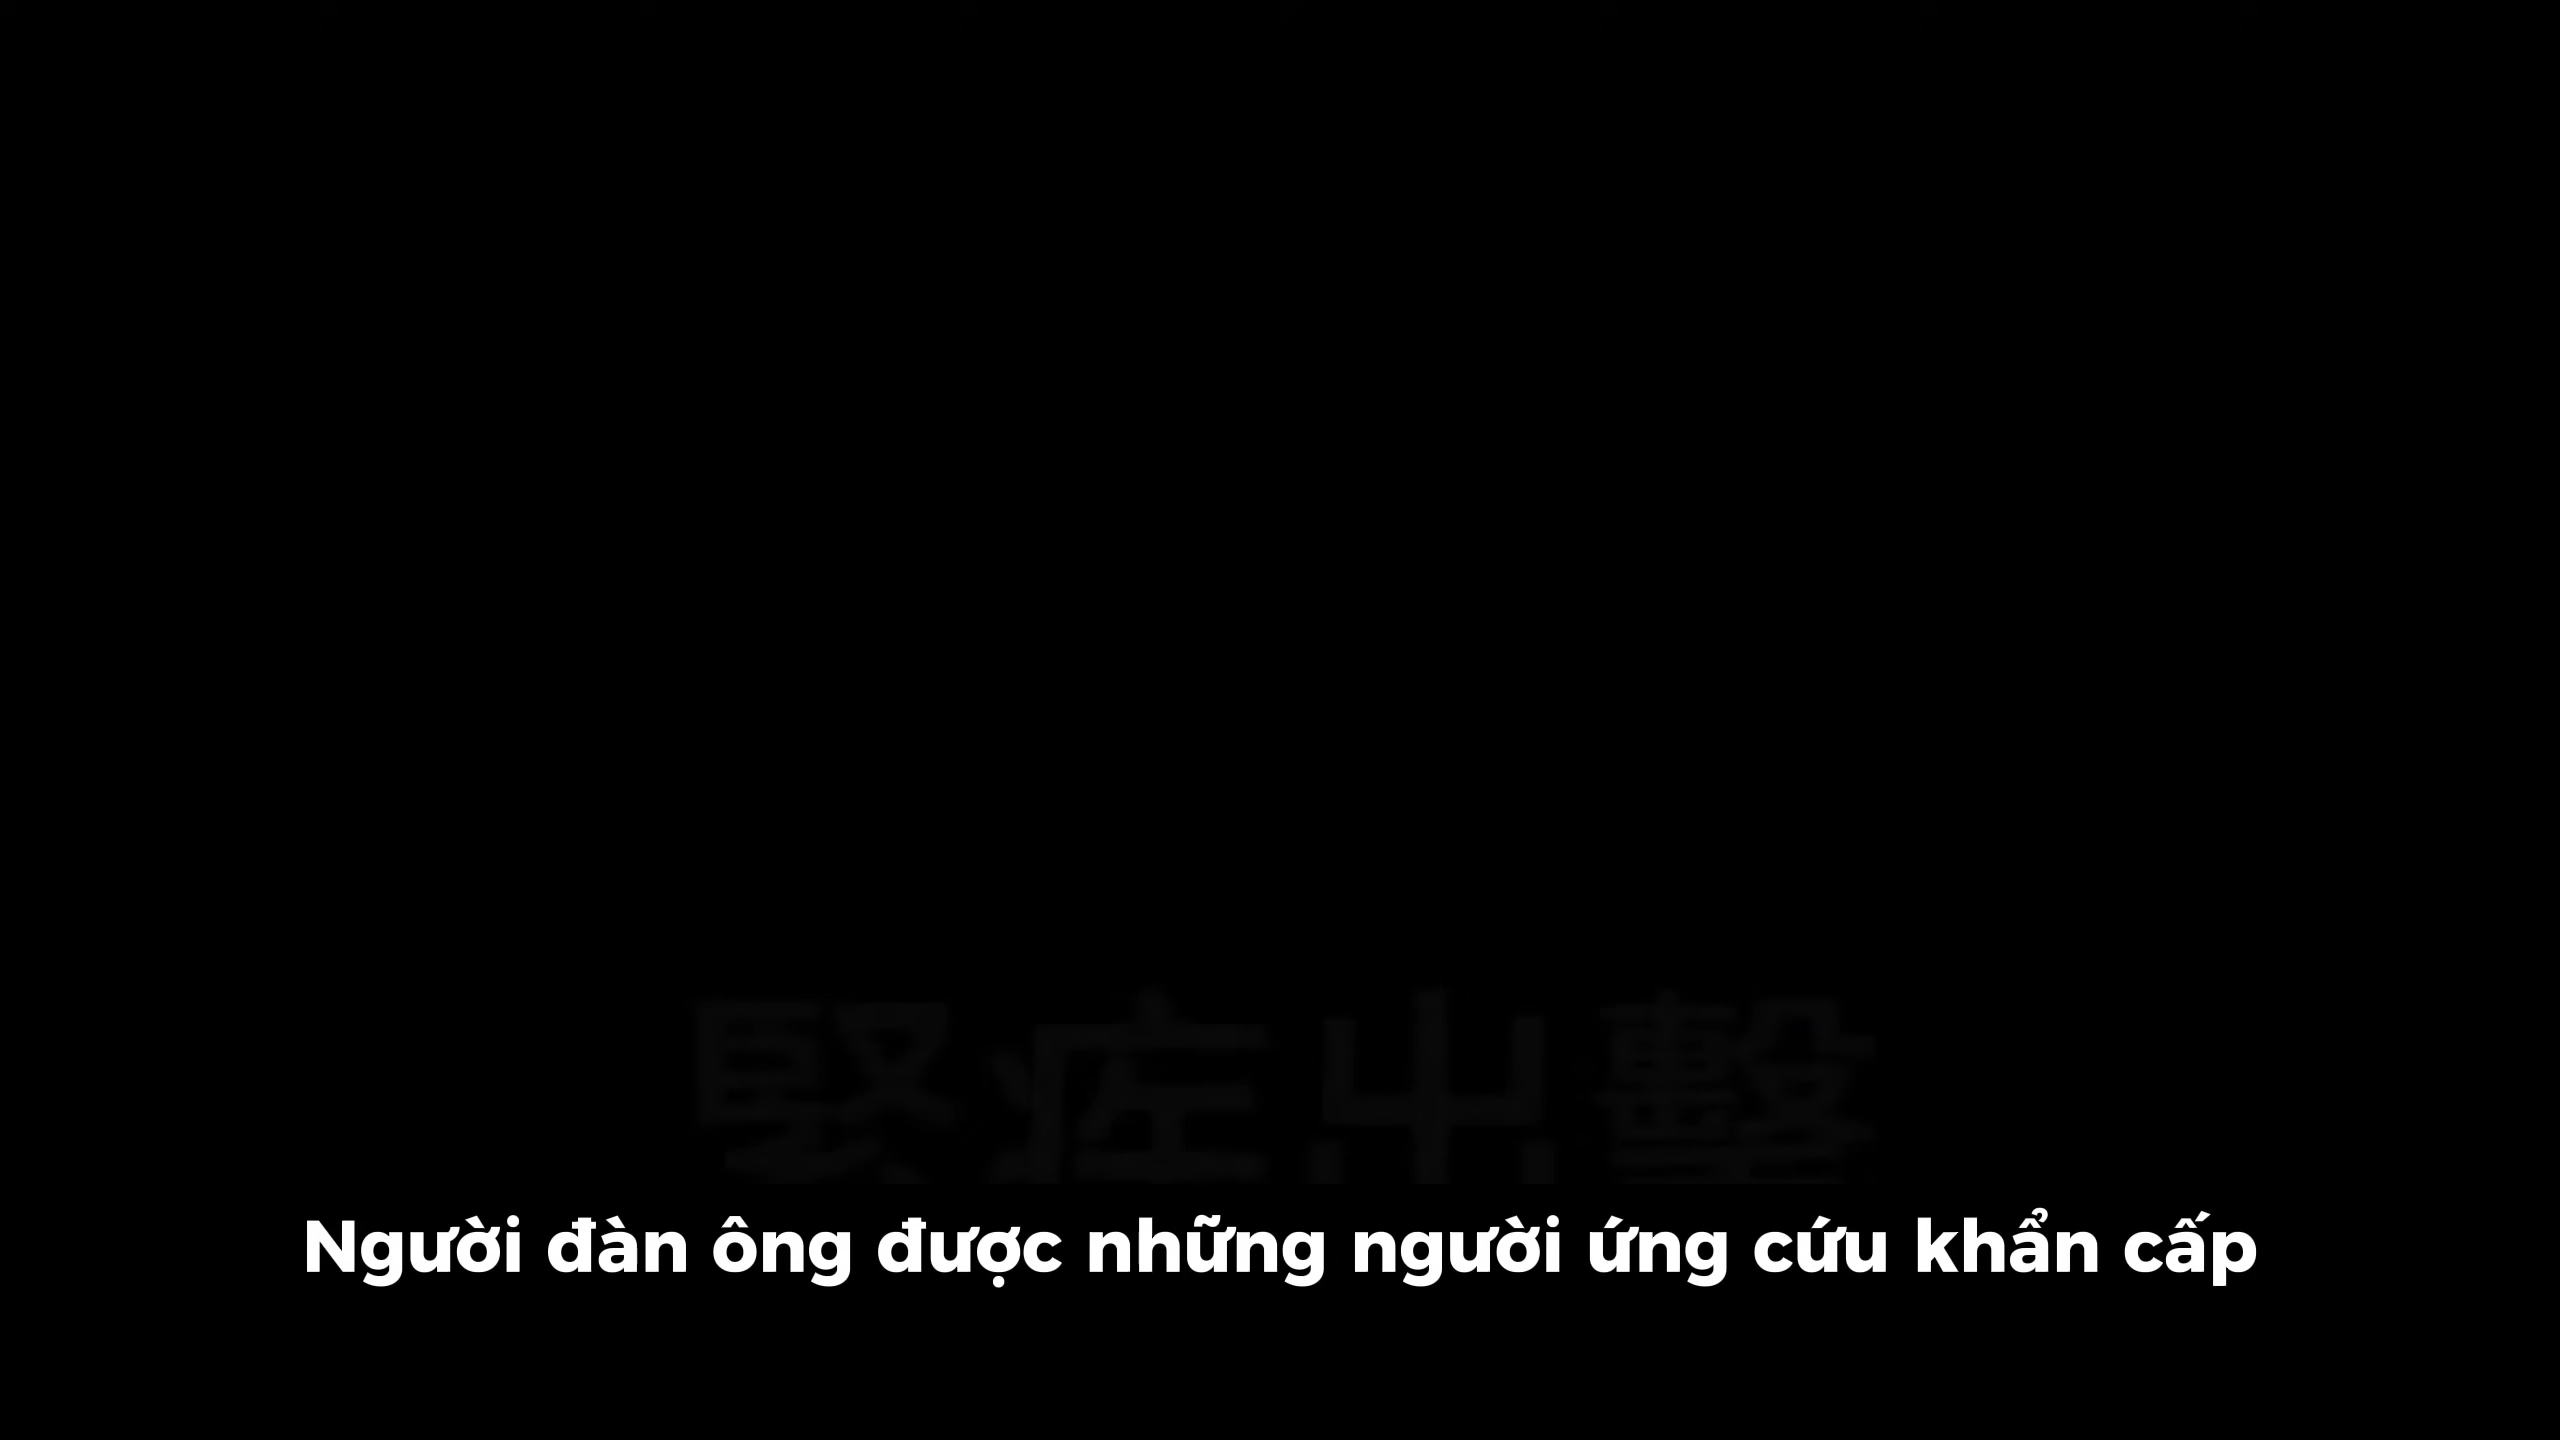 Người đàn ông được những người ứng cứu khẩn cấp